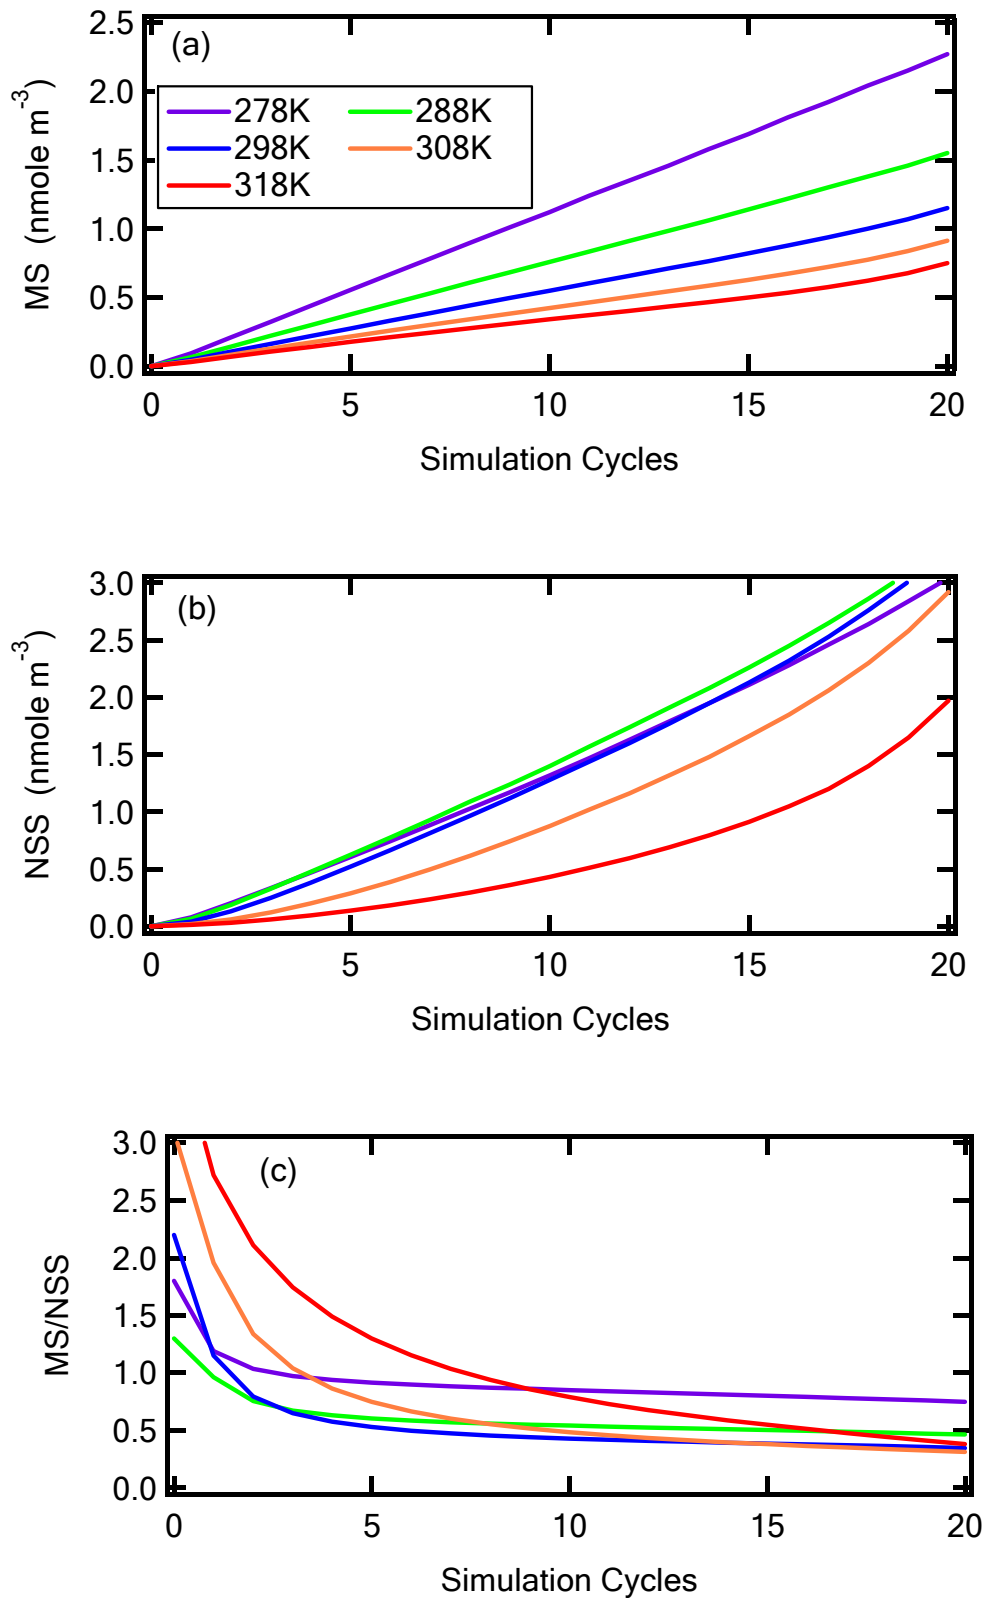 (a)
MS (nmole m⁻³)
2.5
2.0
1.5
1.0
0.5
0.0
278K 288K
298K 308K
318K
0 5 10 15 20
Simulation Cycles
(b)
NSS (nmole m⁻³)
3.0
2.5
2.0
1.5
1.0
0.5
0.0
0 5 10 15 20
Simulation Cycles
(c)
MS/NSS
3.0
2.5
2.0
1.5
1.0
0.5
0.0
0 5 10 15 20
Simulation Cycles